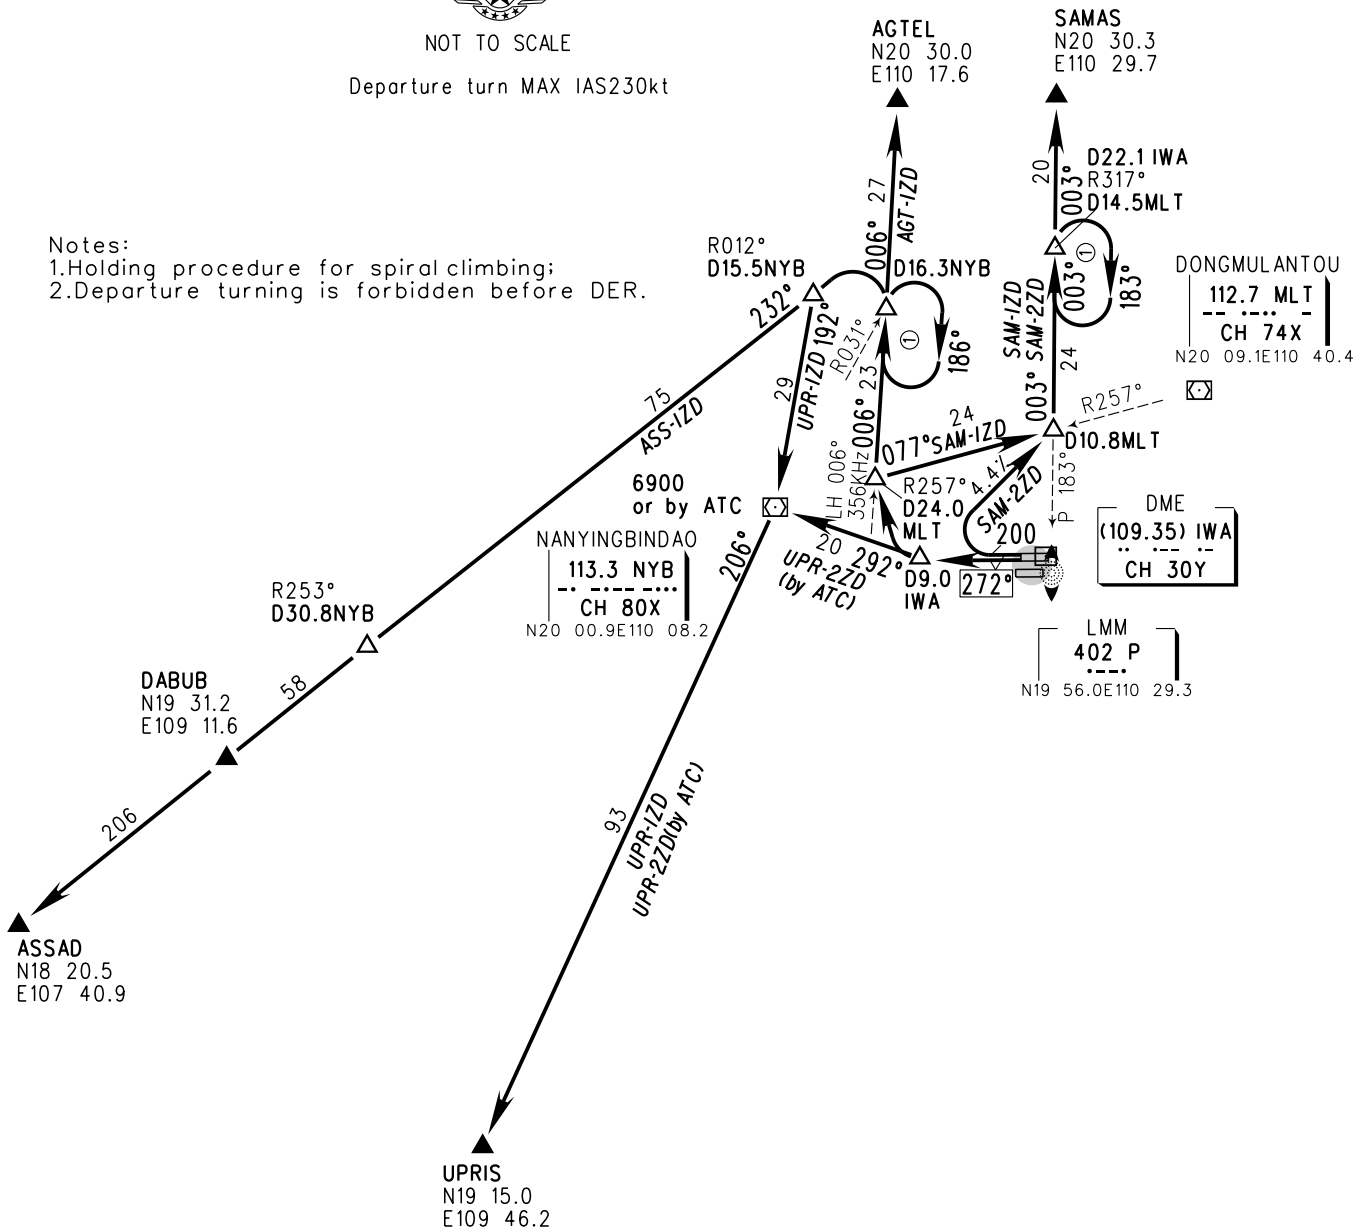 NOT TO SCALE
Departure turn MAX IAS230kt
Notes:
1.Holding procedure for spiral climbing;
2.Departure turning is forbidden before DER.
AGTEL
N20 30.0
E110 17.6
SAMAS
N20 30.3
E110 29.7
27
AGT-1ZD
006°
20
003°
D22.1 IWA
R317°
D14.5MLT
R012°
D15.5NYB
D16.3NYB
232°
192°
R031°
1
186°
003°
1
183°
DONGMULANTOU
112.7 MLT
CH 74X
N20 09.1E110 40.4
SAM-1ZD
SAM-2ZD
003°
24
R257°
D10.8MLT
75
ASS-1ZD
29
UPR-1ZD
23
006°
24
077°
SAM-1ZD
LH 006°
356KHz
R257°
D24.0
MLT
4.4%
SAM-2ZD
P 183°
6900
or by ATC
NANYINGBINDAO
113.3 NYB
CH 80X
N20 00.9E110 08.2
206°
20
292°
UPR-2ZD
(by ATC)
D9.0
IWA
200
272°
DME
(109.35) IWA
CH 30Y
LMM
402 P
N19 56.0E110 29.3
R253°
D30.8NYB
58
DABUB
N19 31.2
E109 11.6
206
ASSAD
N18 20.5
E107 40.9
93
UPR-1ZD
UPR-2ZD(by ATC)
UPRIS
N19 15.0
E109 46.2